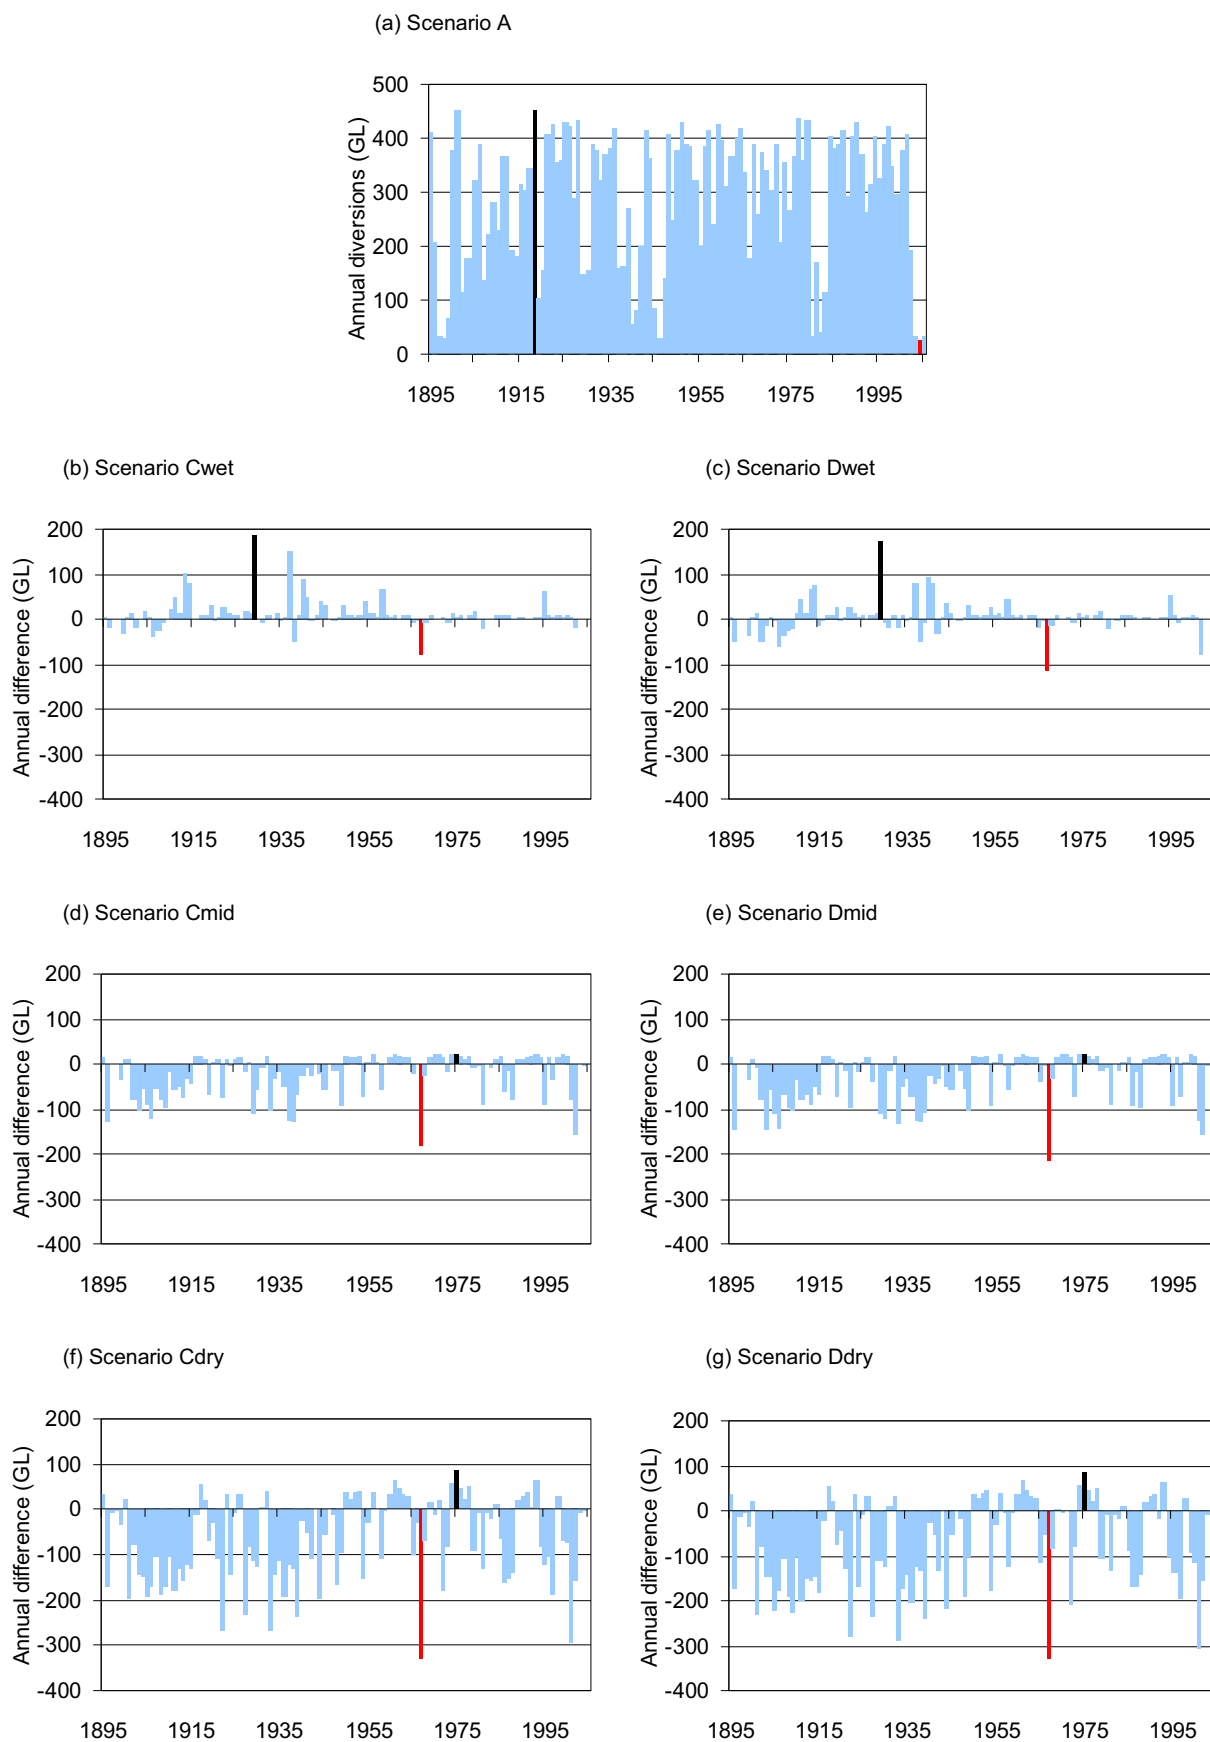 (a) Scenario A
Annual diversions (GL)
500
400
300
200
100
0
1895 1915 1935 1955 1975 1995
(b) Scenario Cwet
Annual difference (GL)
200
100
0
-100
-200
-300
-400
1895 1915 1935 1955 1975 1995
(c) Scenario Dwet
Annual difference (GL)
200
100
0
-100
-200
-300
-400
1895 1915 1935 1955 1975 1995
(d) Scenario Cmid
Annual difference (GL)
200
100
0
-100
-200
-300
-400
1895 1915 1935 1955 1975 1995
(e) Scenario Dmid
Annual difference (GL)
200
100
0
-100
-200
-300
-400
1895 1915 1935 1955 1975 1995
(f) Scenario Cdry
Annual difference (GL)
200
100
0
-100
-200
-300
-400
1895 1915 1935 1955 1975 1995
(g) Scenario Ddry
Annual difference (GL)
200
100
0
-100
-200
-300
-400
1895 1915 1935 1955 1975 1995